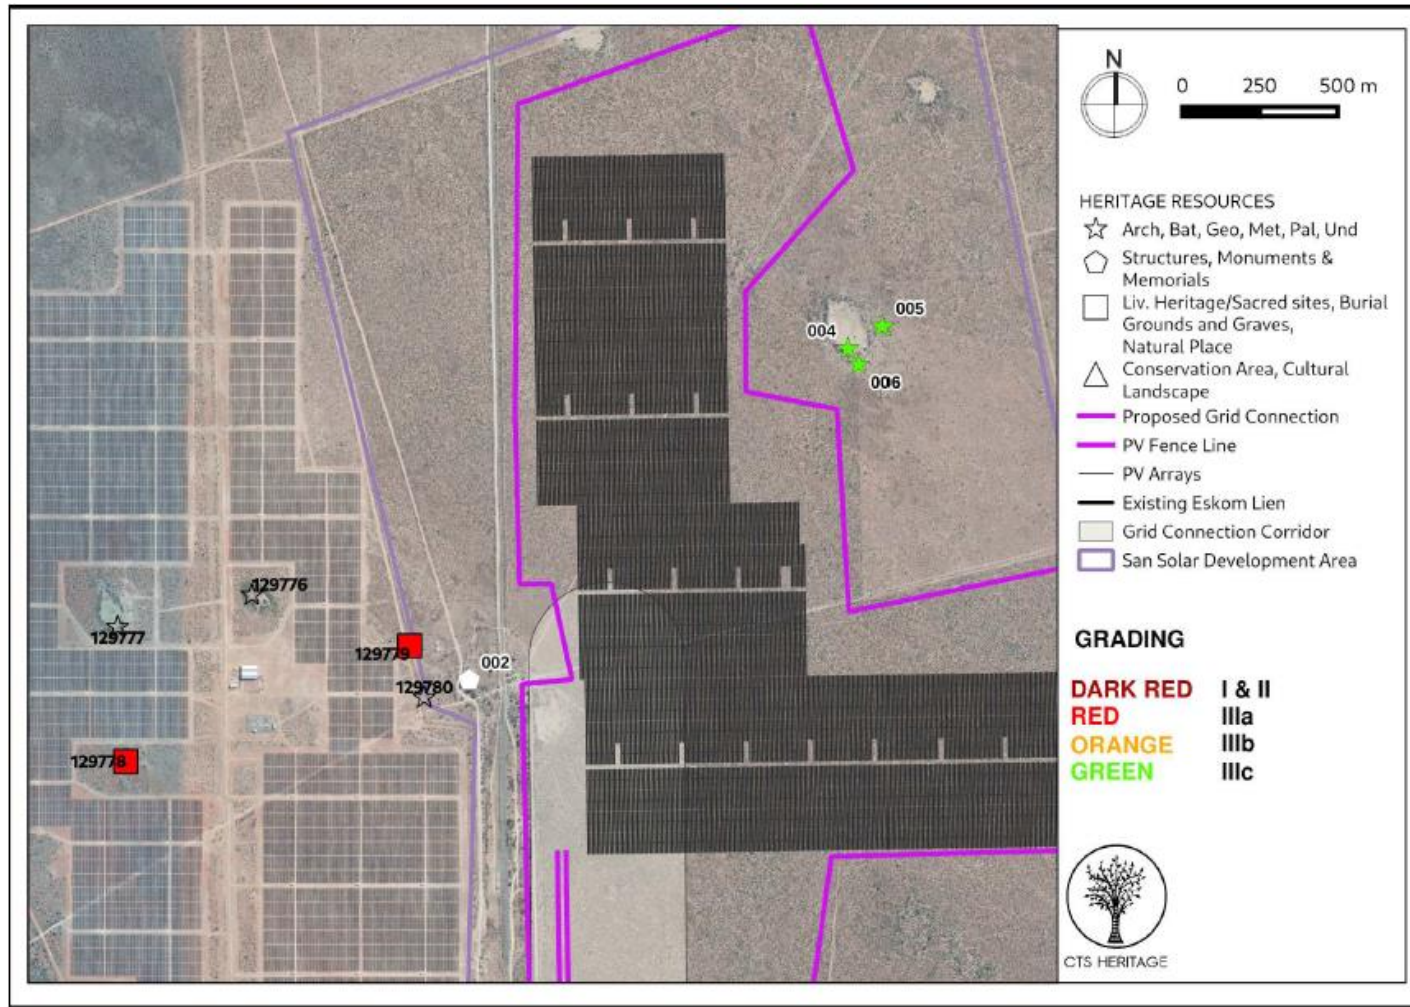 N
0 250 500 m
HERITAGE RESOURCES
Arch, Bat, Geo, Met, Pal, Und
Structures, Monuments &
Memorials
Liv. Heritage/Sacred sites, Burial
Grounds and Graves,
Natural Place
Conservation Area, Cultural
Landscape
Proposed Grid Connection
PV Fence Line
PV Arrays
Existing Eskom Lien
Grid Connection Corridor
San Solar Development Area
GRADING
DARK RED I & II
RED IIIa
ORANGE IIIb
GREEN IIIc
CTS HERITAGE
005
004
006
129776
129777
129779
002
129780
129778